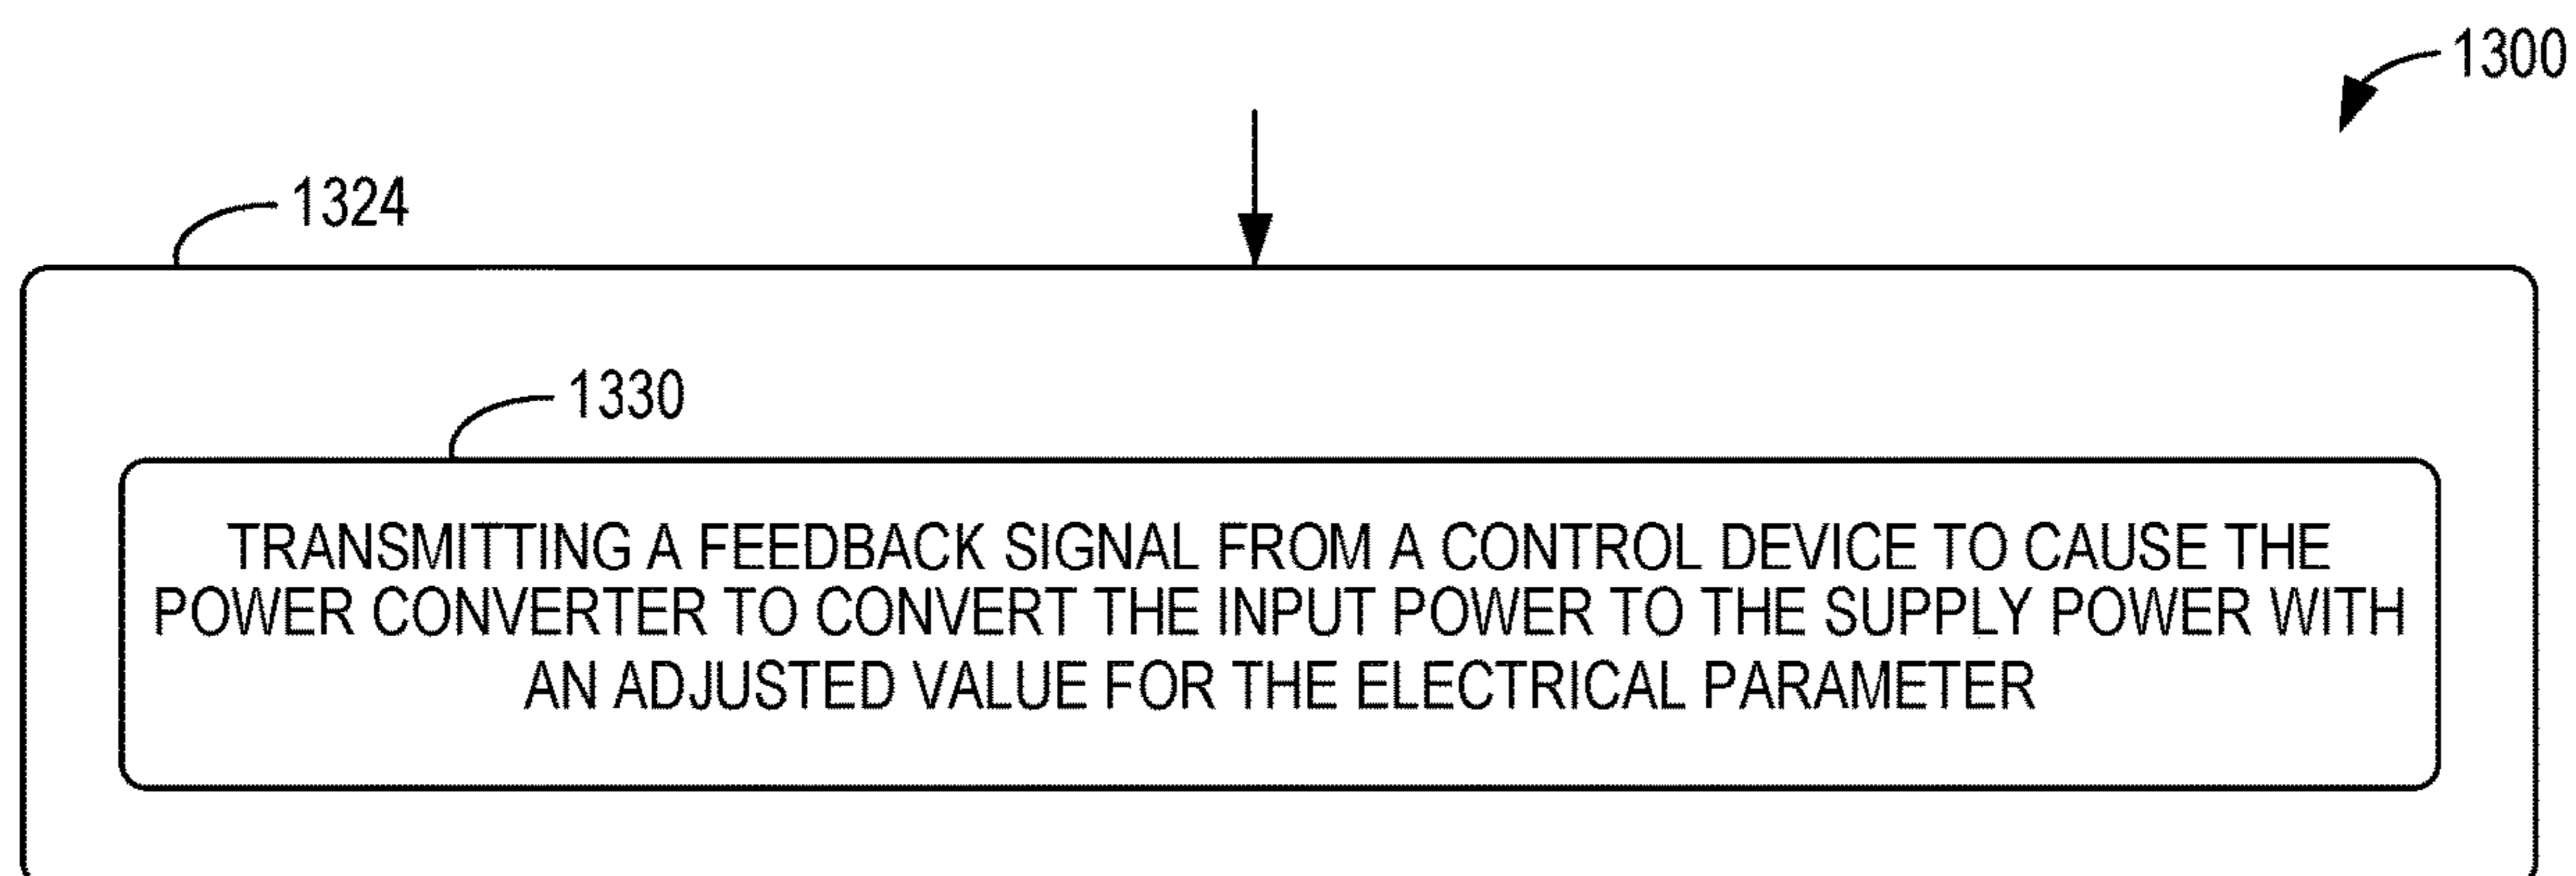 1300
1324
1330
TRANSMITTING A FEEDBACK SIGNAL FROM A CONTROL DEVICE TO CAUSE THE
POWER CONVERTER TO CONVERT THE INPUT POWER TO THE SUPPLY POWER WITH
AN ADJUSTED VALUE FOR THE ELECTRICAL PARAMETER